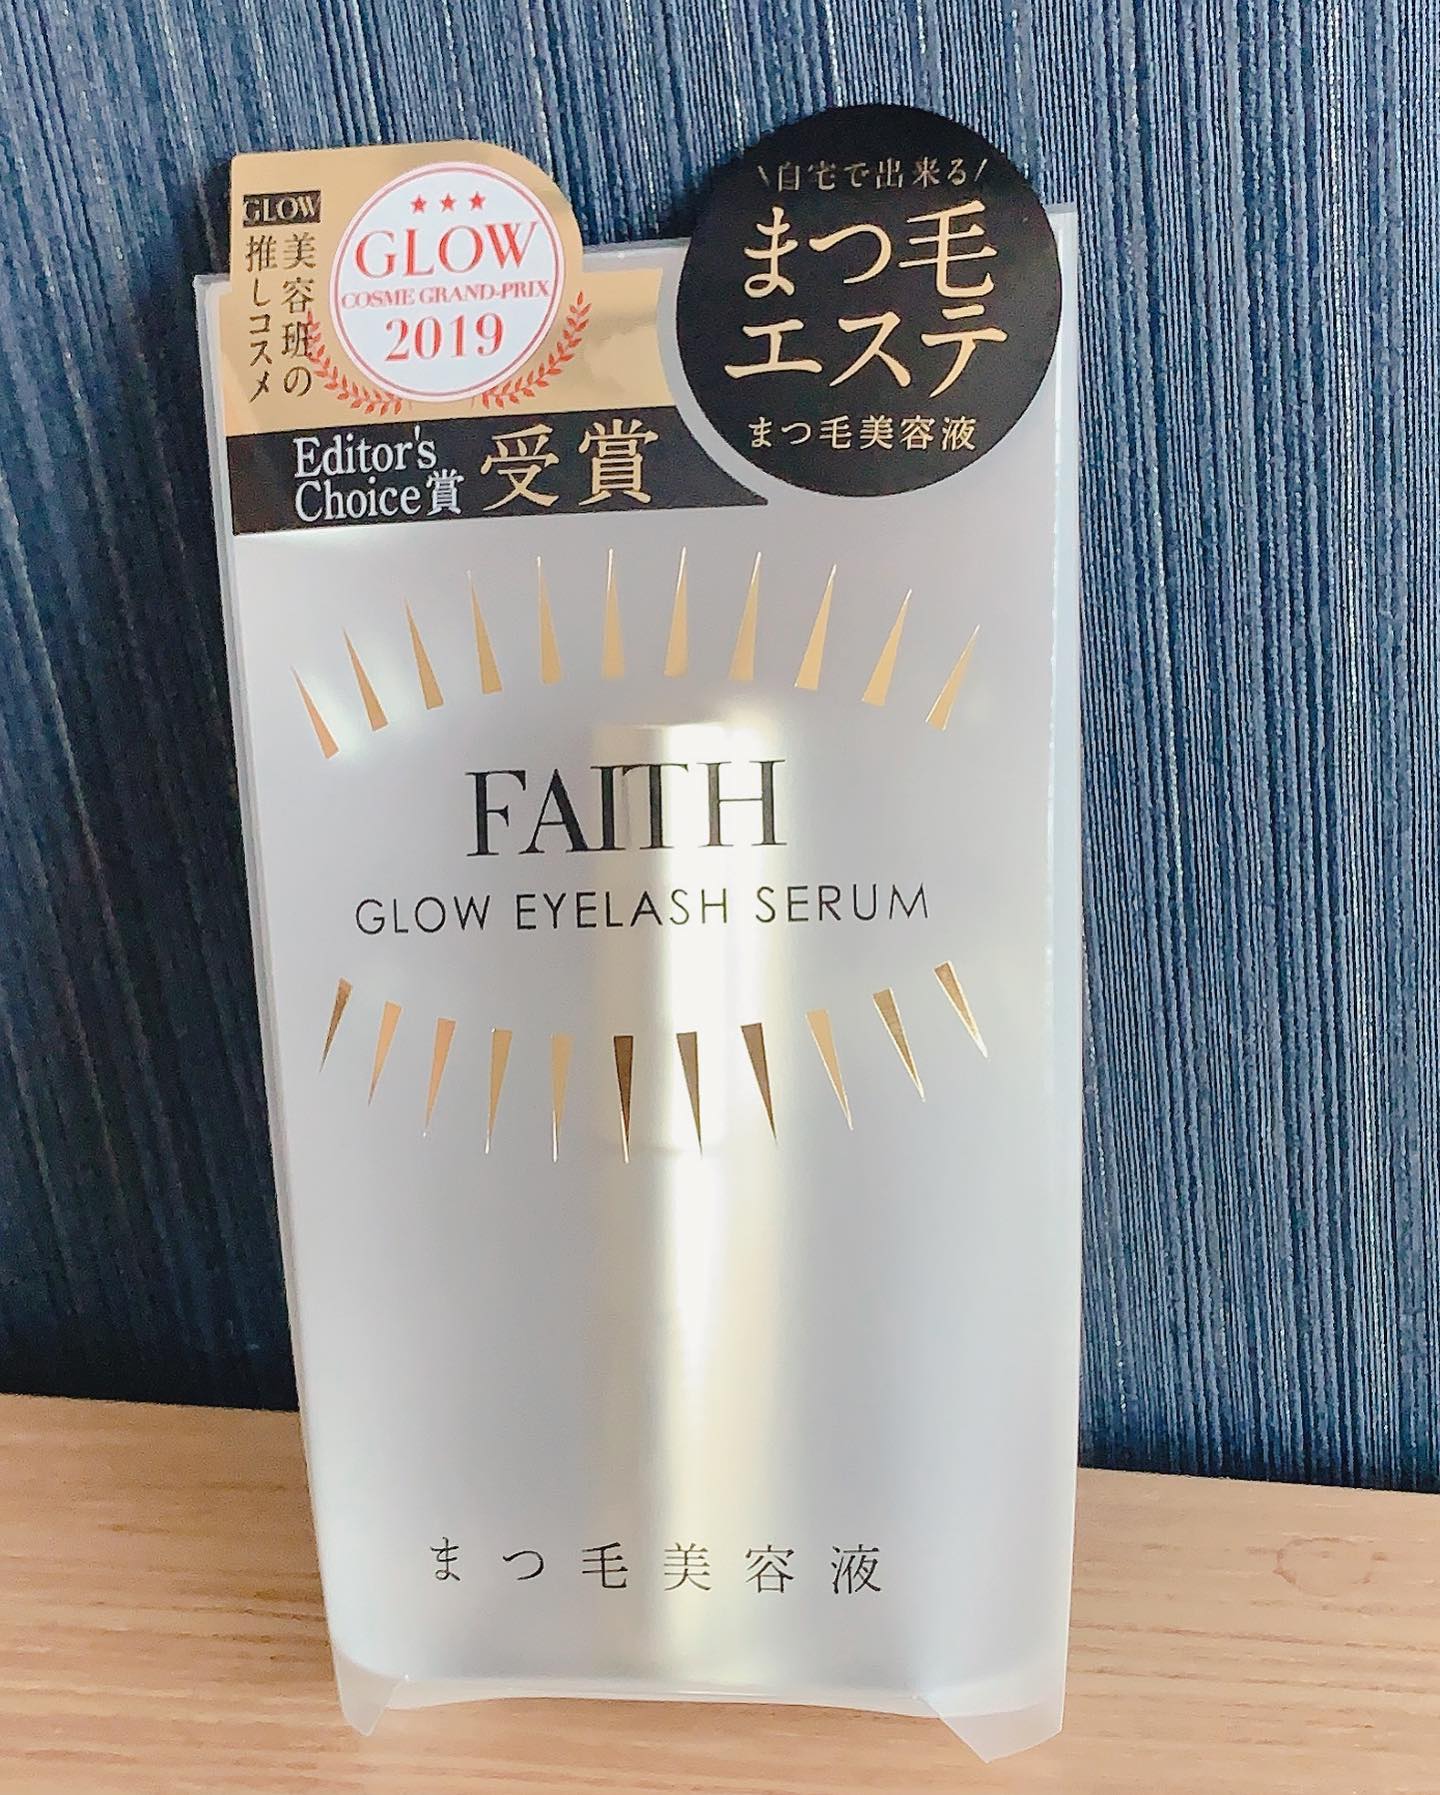 GLOW
美容班の
推しコスメ
★★★
GLOW
COSME GRAND-PRIX
2019
Editor's
Choice賞
受賞
\自宅で出来る/
まつ毛
エステ
まつ毛美容液
FAITH
GLOW EYELASH SERUM
まつ毛美容液